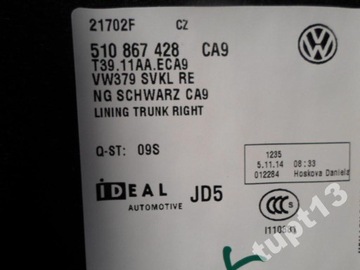 21702F CZ
510 867 428 CA9
T39.11AA.ECA9
VW379 SVKL RE
NG SCHWARZ CA9
LINING TRUNK RIGHT
Q-ST: 09S
1235
5.11.14 08:33
012284 Hoskova Daniela
IDEAL
AUTOMOTIVE
JD5
CCC S
tupt13